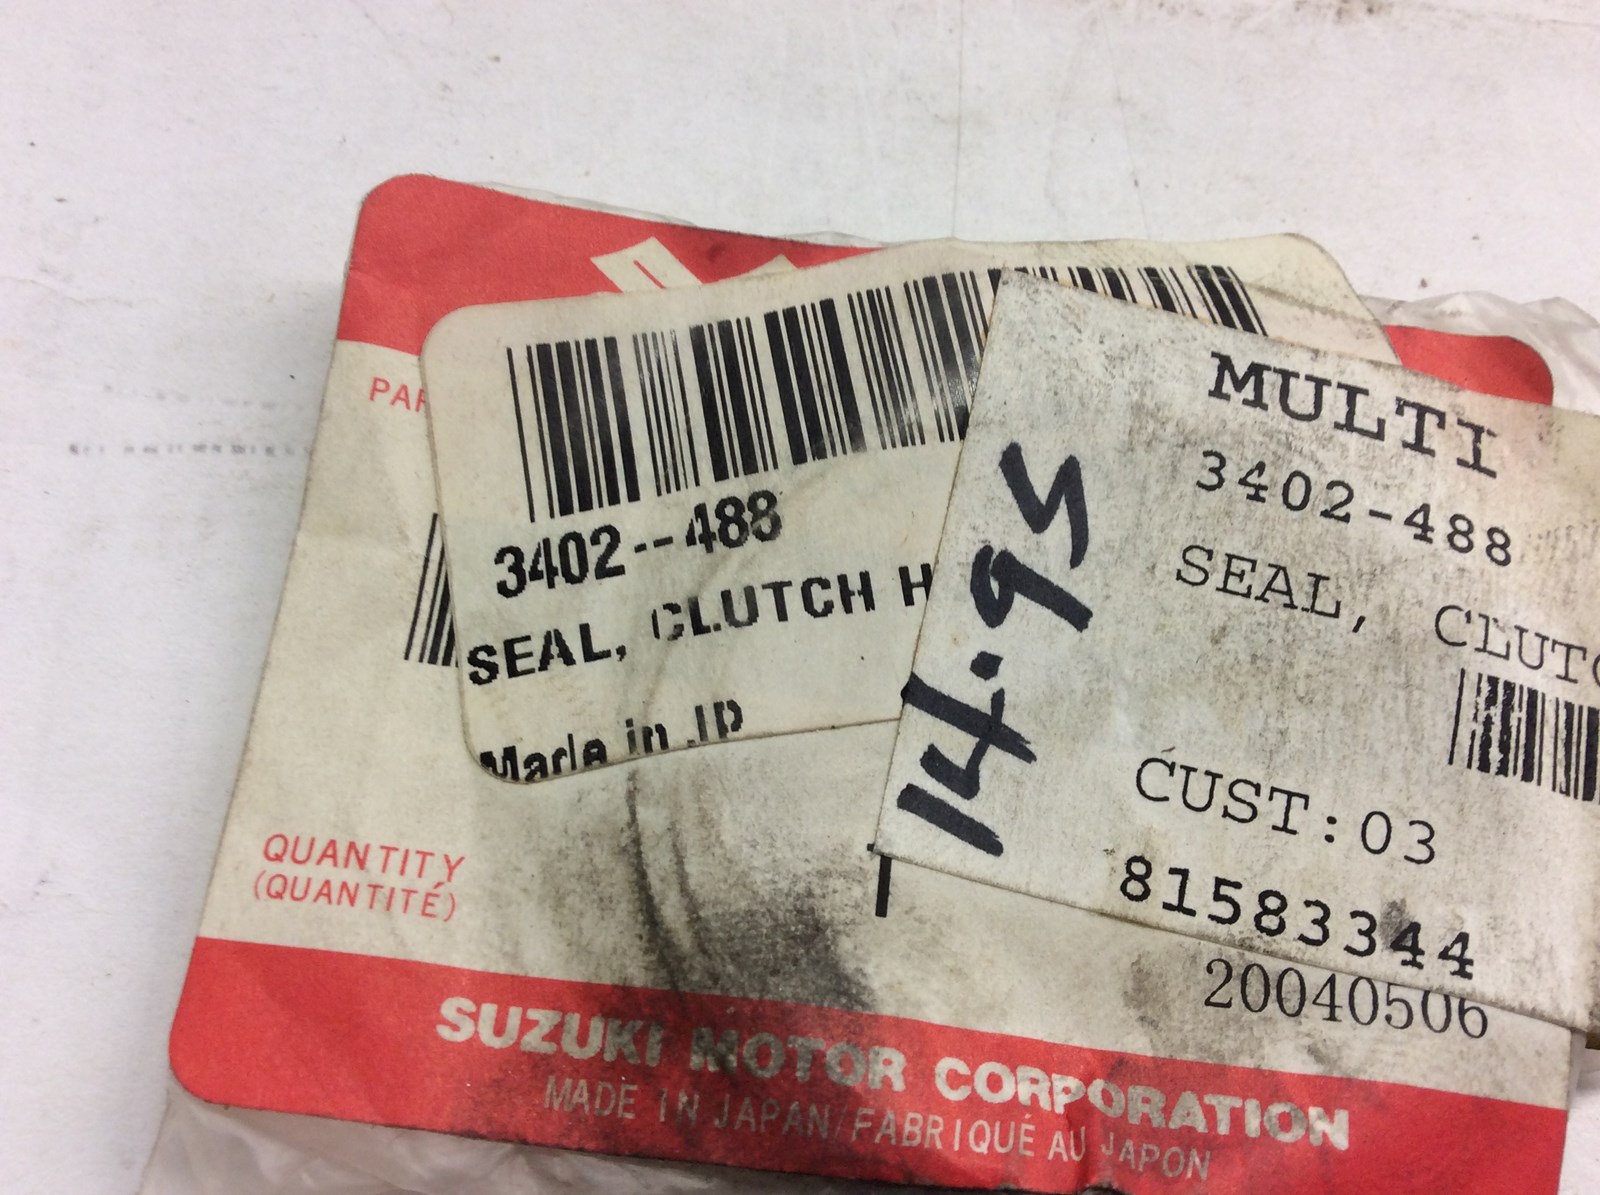 3402--488
SEAL, CLUTCH H
Made in JP
MULTI
3402-488
SEAL, CLUTC
14.95
CUST:03
81583344
20040506
QUANTITY
(QUANTITÉ)
SUZUKI MOTOR CORPORATION
MADE IN JAPAN/FABRIQUÉ AU JAPON